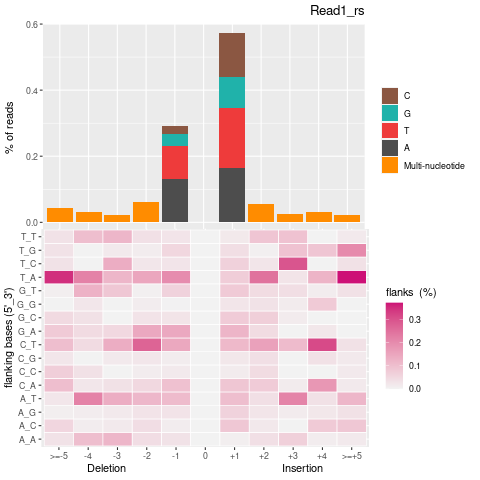 Read1_rs
% of reads
0.6
0.4
0.2
0.0
C
G
T
A
Multi-nucleotide
flanking bases (5'_3')
T_T
T_G
T_C
T_A
G_T
G_G
G_C
G_A
C_T
C_G
C_C
C_A
A_T
A_G
A_C
A_A
flanks (%)
0.3
0.2
0.1
0.0
>=-5 -4 -3 -2 -1 0 +1 +2 +3 +4 >=+5
Deletion Insertion